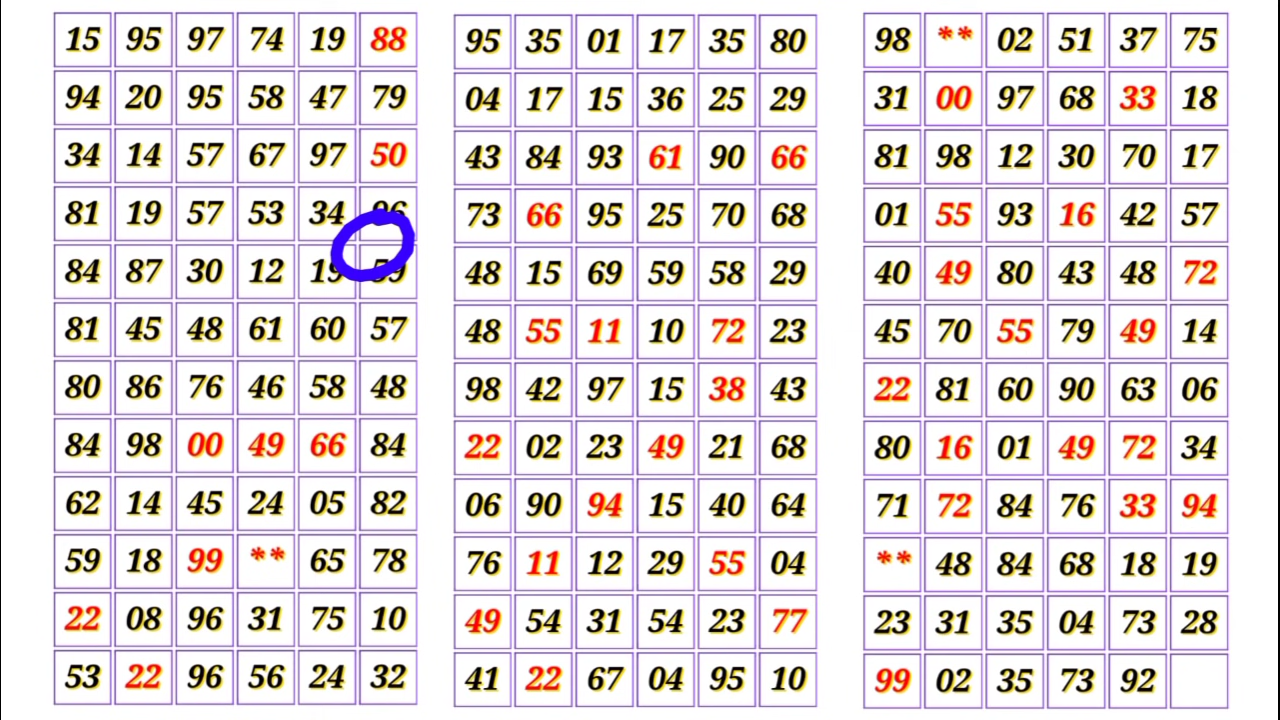 15 95 97 74 19 88
94 20 95 58 47 79
34 14 57 67 97 50
81 19 57 53 34 96
84 87 30 12 19 59
81 45 48 61 60 57
80 86 76 46 58 48
84 98 00 49 66 84
62 14 45 24 05 82
59 18 99 ** 65 78
22 08 96 31 75 10
53 22 96 56 24 32
95 35 01 17 35 80
04 17 15 36 25 29
43 84 93 61 90 66
73 66 95 25 70 68
48 15 69 59 58 29
48 55 11 10 72 23
98 42 97 15 38 43
22 02 23 49 21 68
06 90 94 15 40 64
76 11 12 29 55 04
49 54 31 54 23 77
41 22 67 04 95 10
98 ** 02 51 37 75
31 00 97 68 33 18
81 98 12 30 70 17
01 55 93 16 42 57
40 49 80 43 48 72
45 70 55 79 49 14
22 81 60 90 63 06
80 16 01 49 72 34
71 72 84 76 33 94
** 48 84 68 18 19
23 31 35 04 73 28
99 02 35 73 92